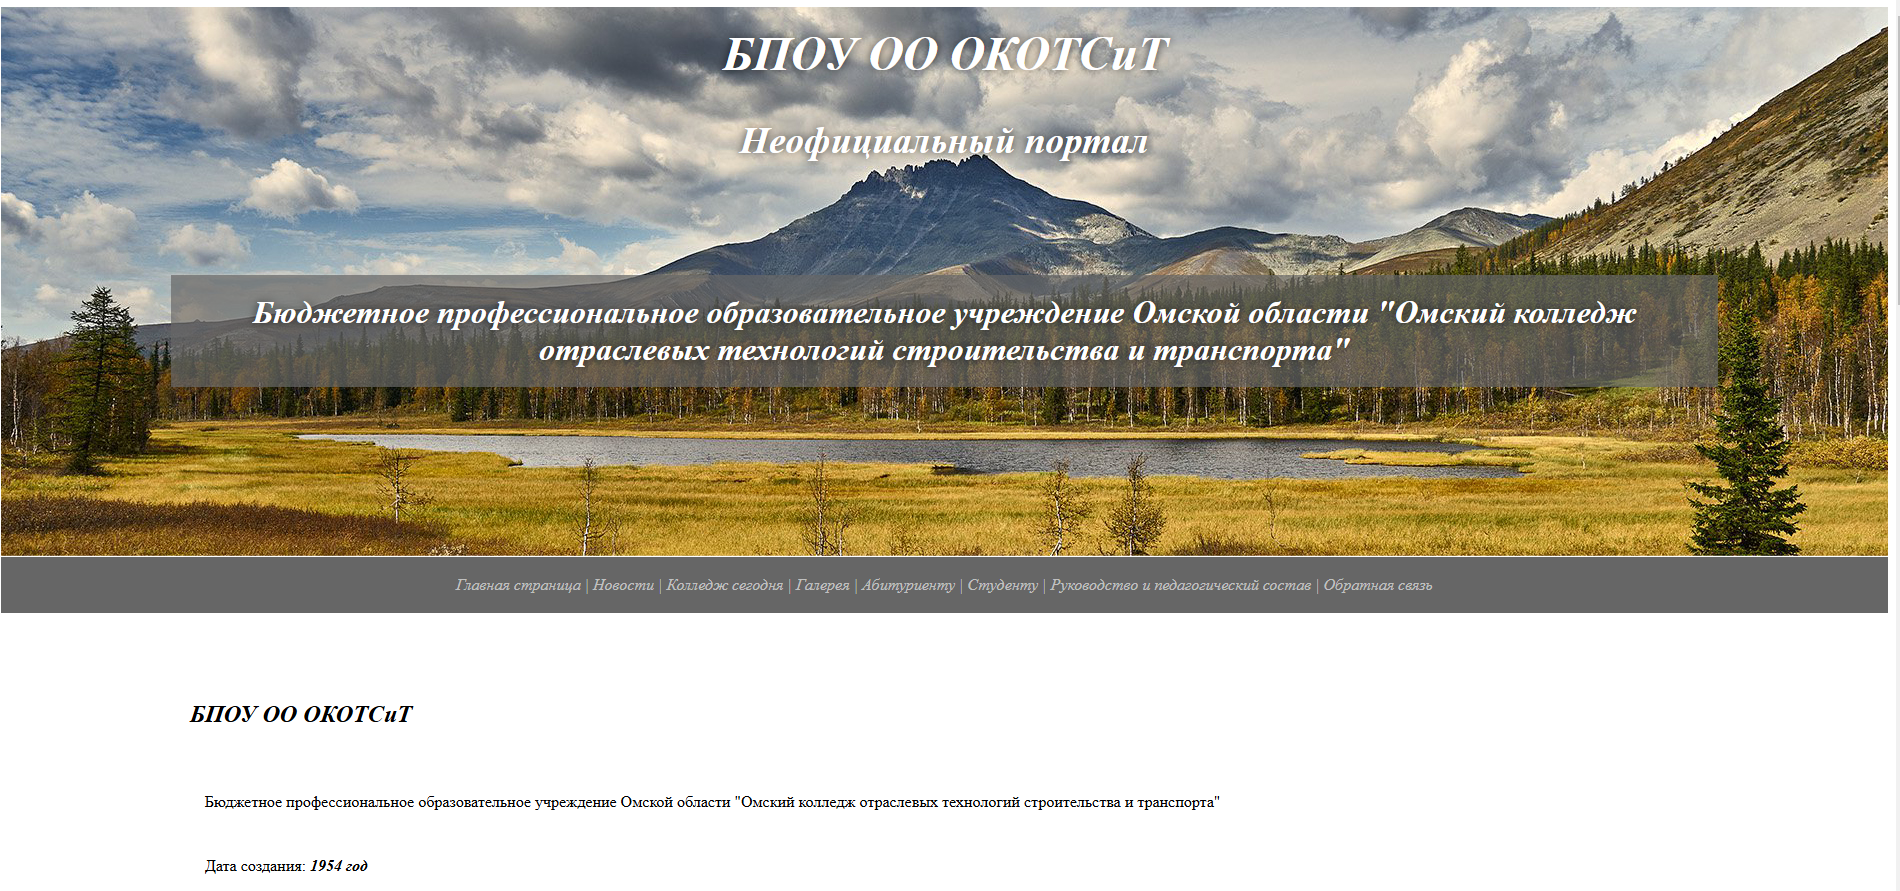 БПОУ ОО ОКОТСиТ
Неофициальный портал
Бюджетное профессиональное образовательное учреждение Омской области "Омский колледж
отраслевых технологий строительства и транспорта"
Главная страница | Новости | Колледж сегодня | Галерея | Абитуриенту | Студенту | Руководство и педагогический состав | Обратная связь
БПОУ ОО ОКОТСиТ
Бюджетное профессиональное образовательное учреждение Омской области "Омский колледж отраслевых технологий строительства и транспорта"
Дата создания: 1954 год